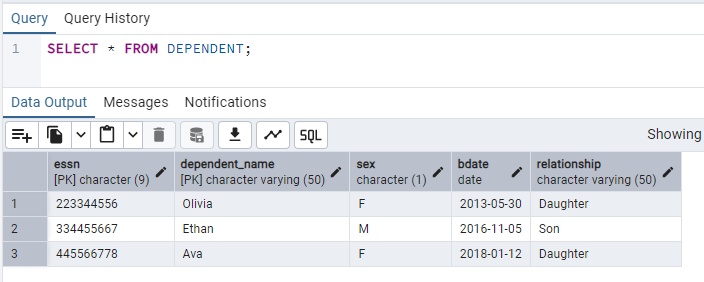 Query Query History
1 SELECT * FROM DEPENDENT;
Data Output Messages Notifications
SQL Showing
essn dependent_name sex bdate relationship
[PK] character (9) [PK] character varying (50) character (1) date character varying (50)
1 223344556 Olivia F 2013-05-30 Daughter
2 334455667 Ethan M 2016-11-05 Son
3 445566778 Ava F 2018-01-12 Daughter